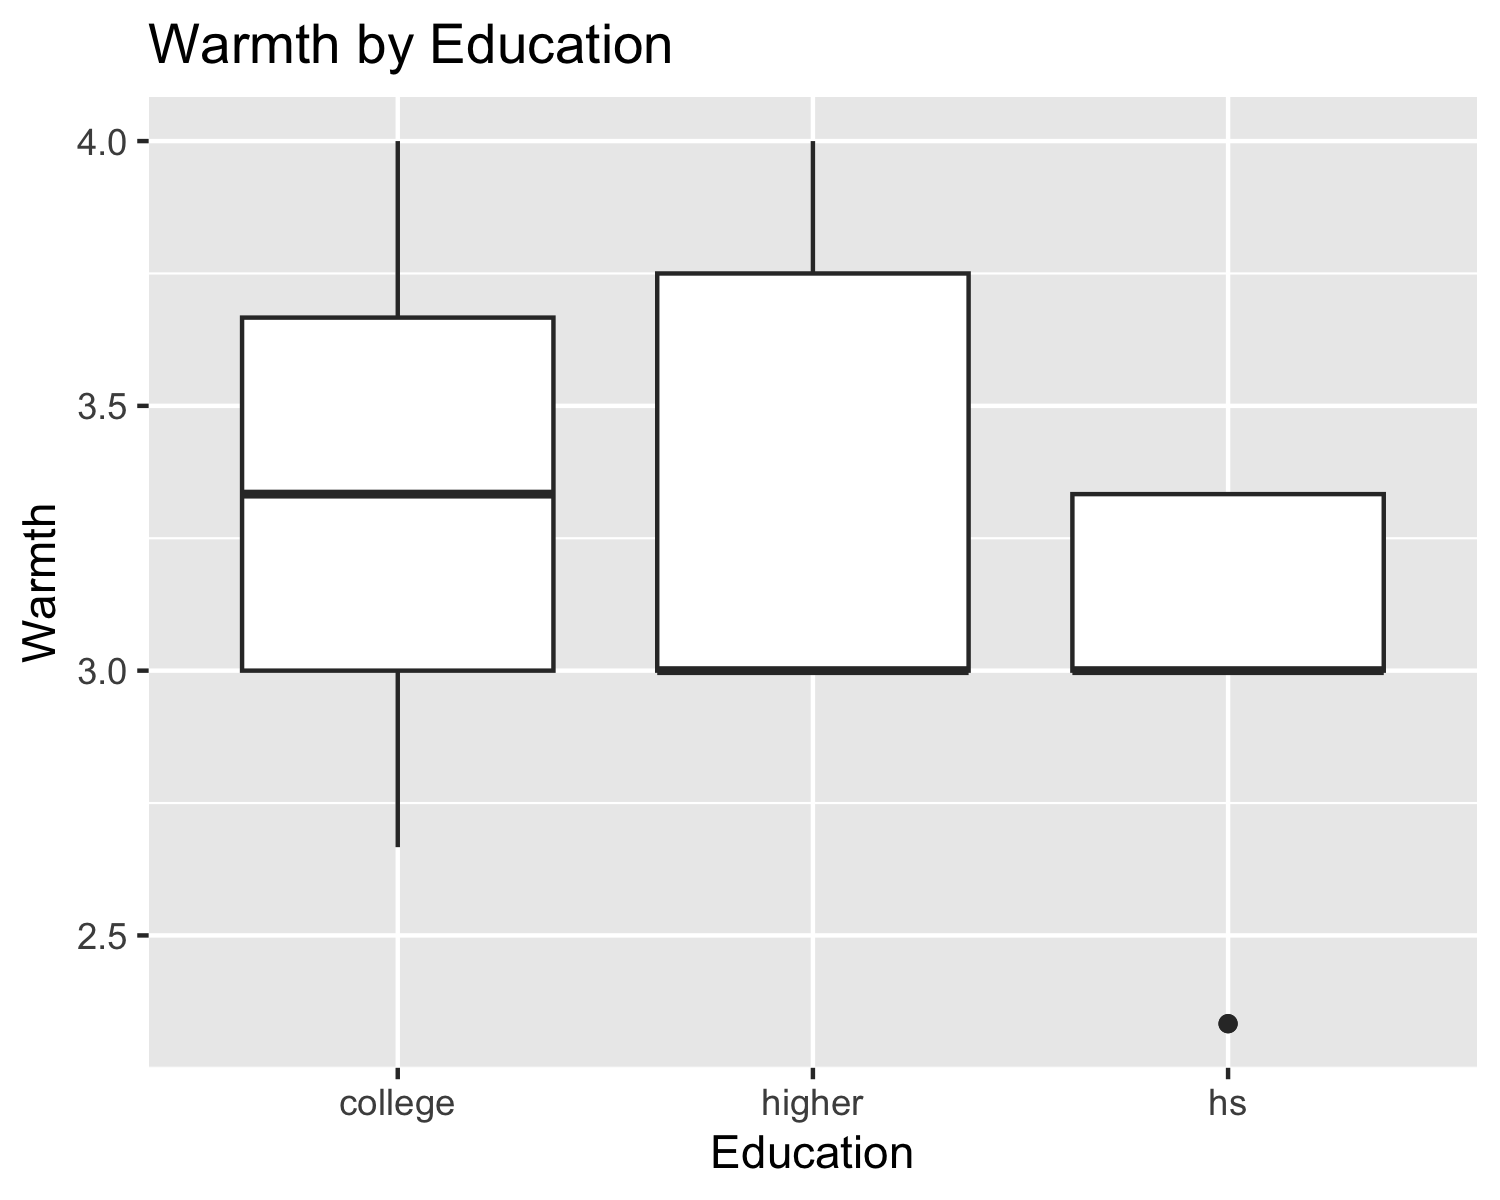 Warmth by Education
4.0
3.5
3.0
2.5
Warmth
college higher hs
Education